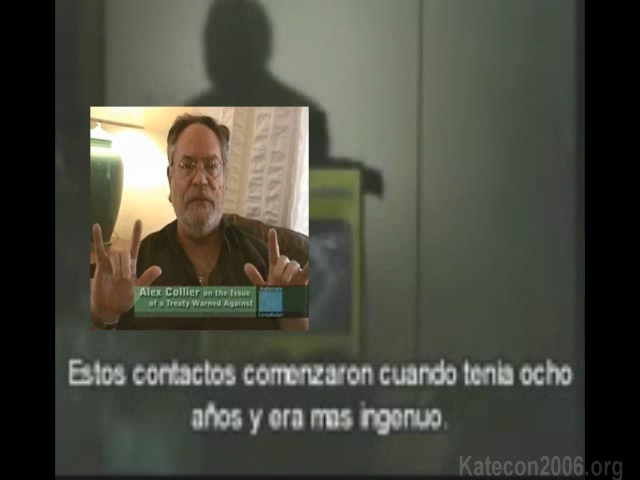 Alex Collier on the Issue
of a Treaty Warned Against
Estos contactos comenzaron cuando tenia ocho
años y era mas ingenuo.
Katecon2006.org